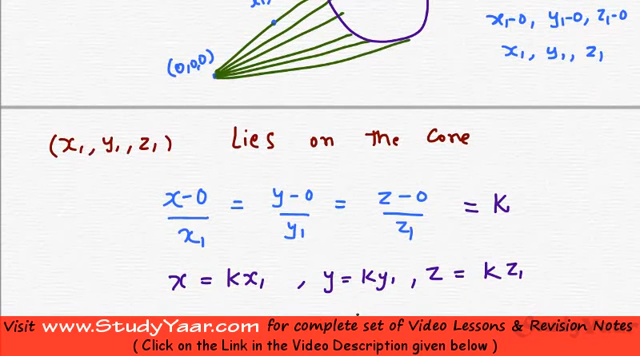 x₁-0, y₁-0, z₁-0
x₁, y₁, z₁
(0,0,0)
(x₁, y₁, z₁) Lies on the Cone
x-0/x₁ = y-0/y₁ = z-0/z₁ = K
x = Kx₁, y = Ky₁, z = Kz₁
Visit www.StudyYaar.com for complete set of Video Lessons & Revision Notes
( Click on the Link in the Video Description given below )